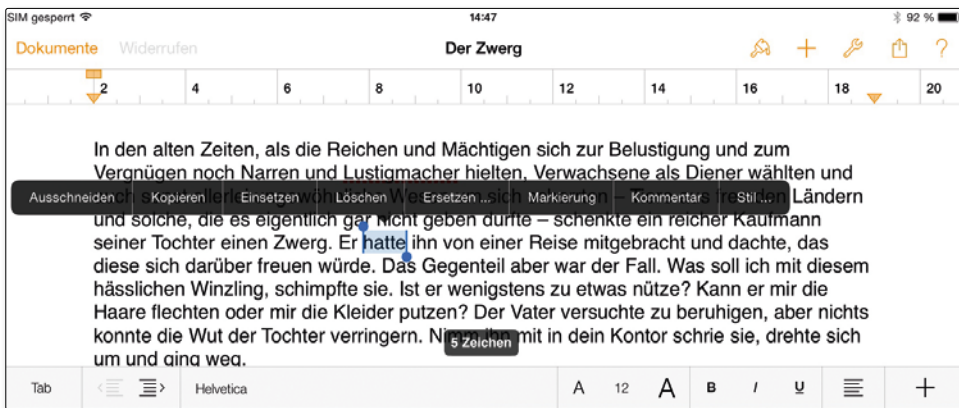 SIM gesperrt 14:47 92 %
Dokumente Widerrufen Der Zwerg ?
2 4 6 8 10 12 14 16 18 20
In den alten Zeiten, als die Reichen und Mächtigen sich zur Belustigung und zum
Vergnügen noch Narren und Lustigmacher hielten, Verwachsene als Diener wählten und
Ausschneiden Kopieren Einsetzen Löschen Ersetzen ... Markierung Kommentar Stil ...
Ländern
und solche, die es eigentlich gar nicht geben dürfte – schenkte ein reicher Kaufmann
seiner Tochter einen Zwerg. Er hatte ihn von einer Reise mitgebracht und dachte, das
diese sich darüber freuen würde. Das Gegenteil aber war der Fall. Was soll ich mit diesem
hässlichen Winzling, schimpfte sie. Ist er wenigstens zu etwas nütze? Kann er mir die
Haare flechten oder mir die Kleider putzen? Der Vater versuchte zu beruhigen, aber nichts
konnte die Wut der Tochter verringern. Nimm ihn mit in dein Kontor schrie sie, drehte sich
5 Zeichen
um und ging weg.
Tab Helvetica A 12 A B I U